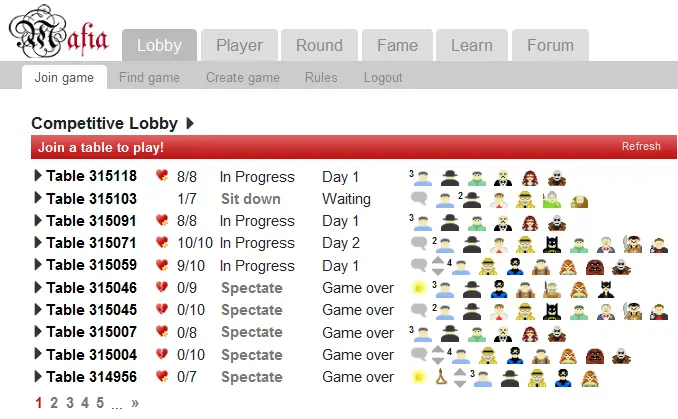 Mafia
Lobby Player Round Fame Learn Forum
Join game Find game Create game Rules Logout
Competitive Lobby
Join a table to play! Refresh
Table 315118 8/8 In Progress Day 1 3
Table 315103 1/7 Sit down Waiting 2
Table 315091 8/8 In Progress Day 1 3
Table 315071 10/10 In Progress Day 2 2
Table 315059 9/10 In Progress Day 1 4
Table 315046 0/9 Spectate Game over 3
Table 315045 0/10 Spectate Game over 2
Table 315007 0/8 Spectate Game over 3
Table 315004 0/10 Spectate Game over 4
Table 314956 0/7 Spectate Game over 3
1 2 3 4 5 ... »